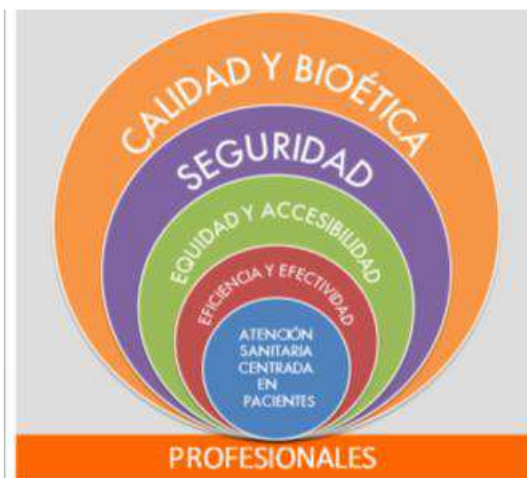 CALIDAD Y BIOÉTICA
SEGURIDAD
EQUIDAD Y ACCESIBILIDAD
EFICIENCIA Y EFECTIVIDAD
ATENCIÓN
SANITARIA
CENTRADA
EN
PACIENTES
PROFESIONALES